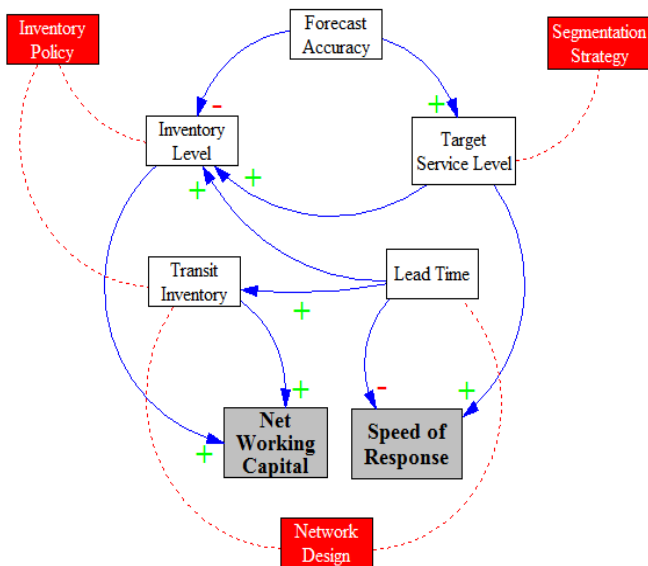 Inventory
Policy
Forecast
Accuracy
Segmentation
Strategy
-
+
Inventory
Level
Target
Service Level
+
+
Transit
Inventory
Lead Time
+
+
-
+
Net
Working
Capital
Speed of
Response
+
Network
Design